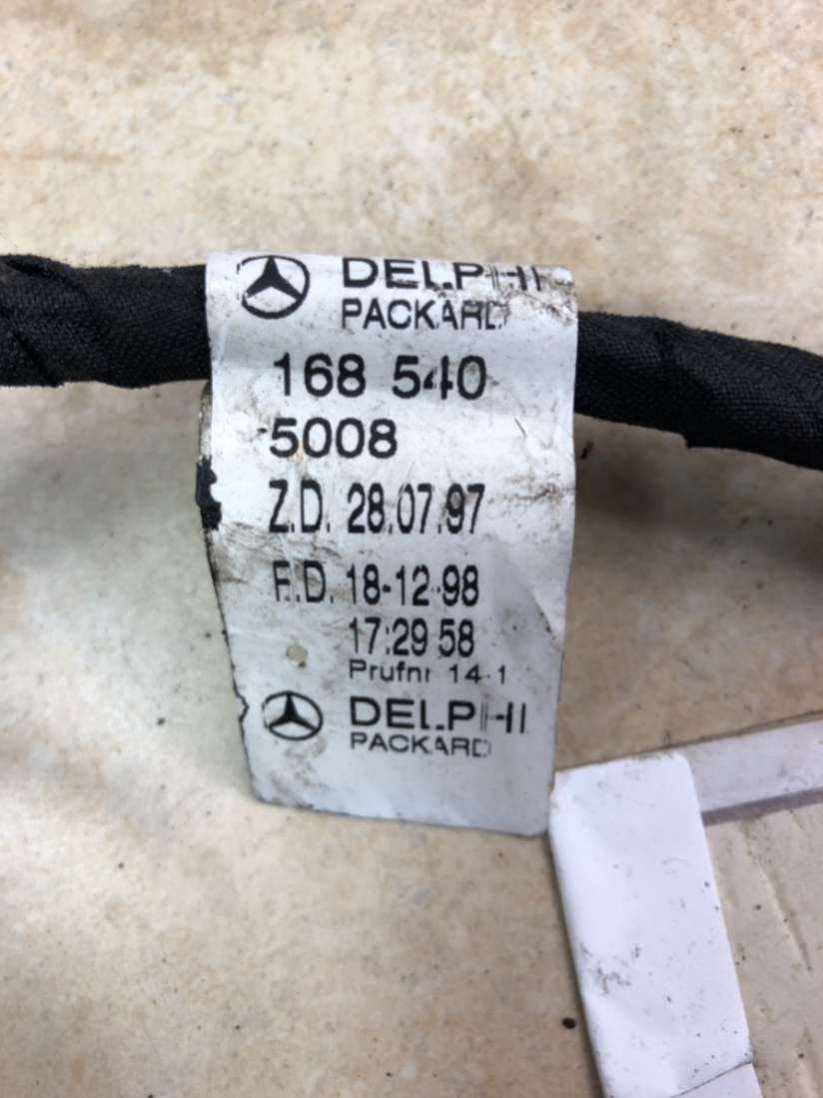 DELPHI
PACKARD
168 540
5008
Z.D. 28.07.97
F.D. 18-12-98
17:29 58
Prufnr 14-1
DELPHI
PACKARD